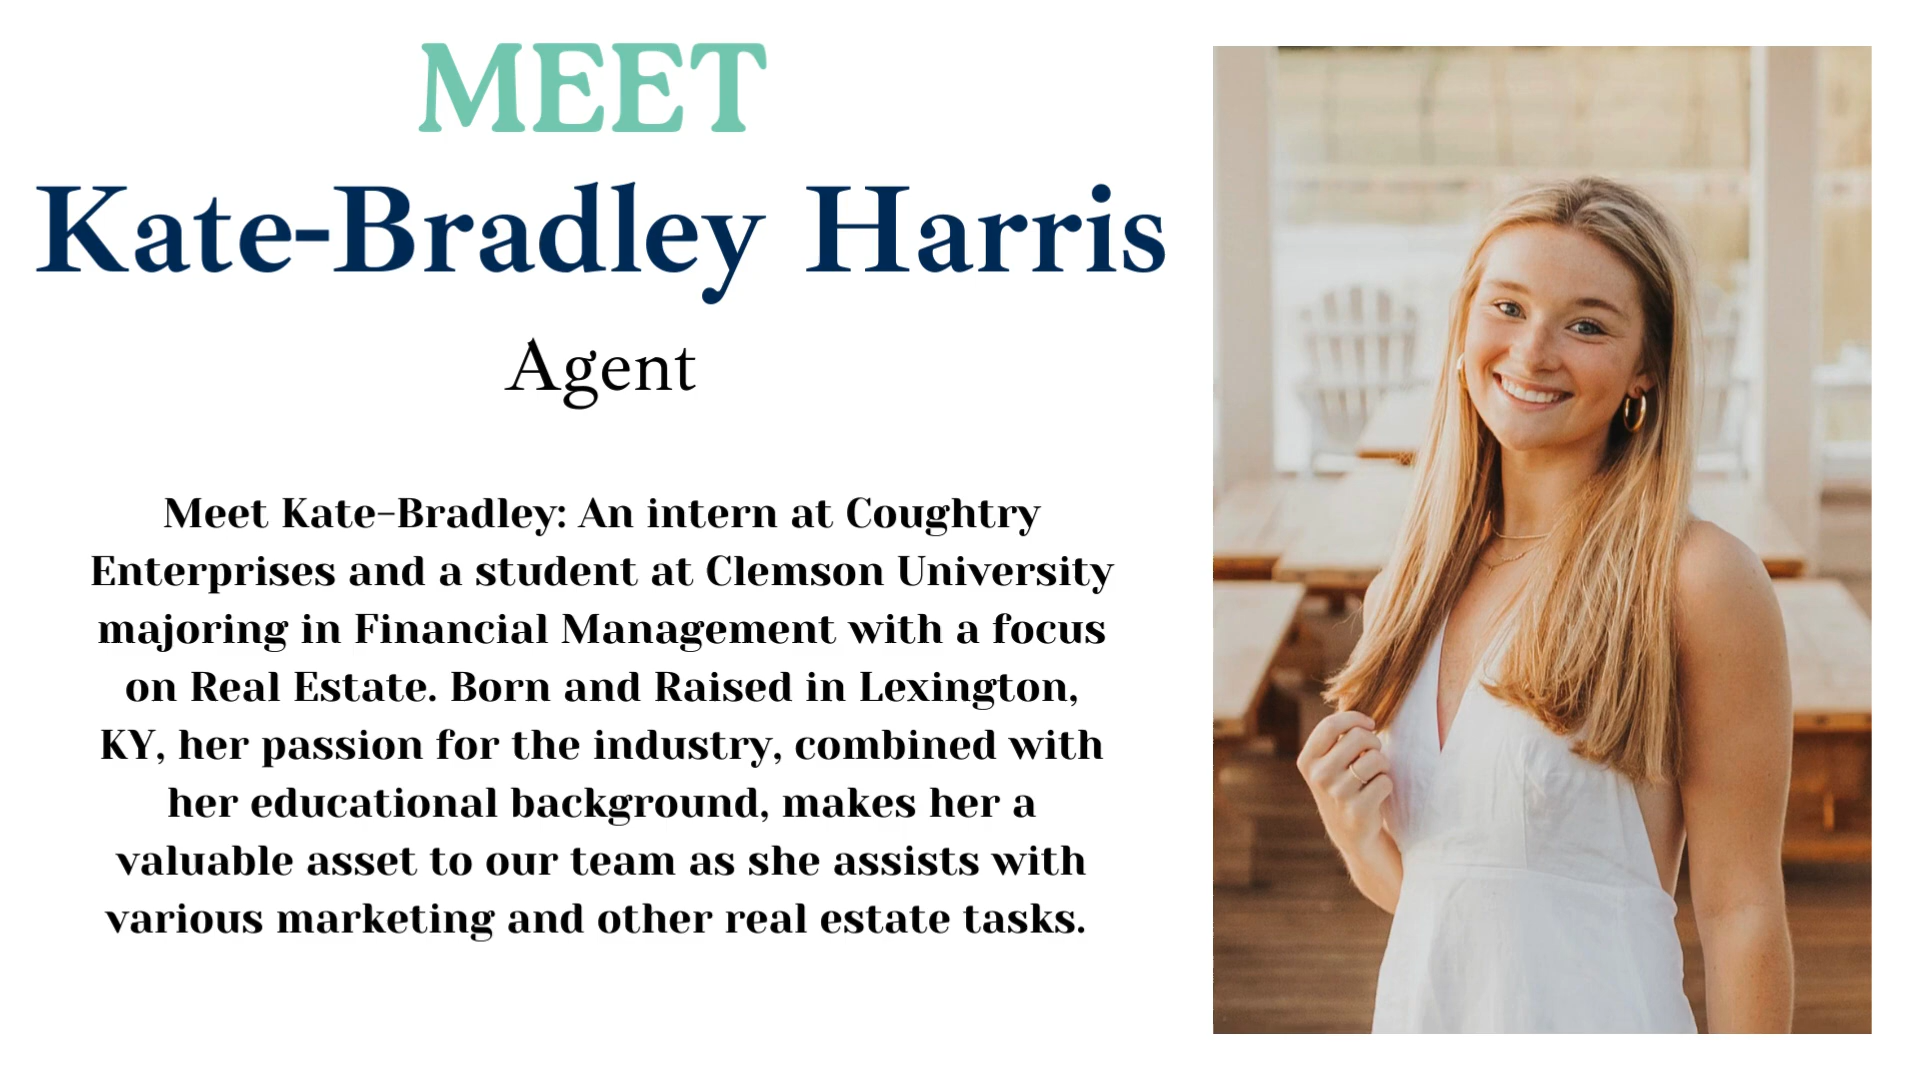 MEET
Kate-Bradley Harris
Agent
Meet Kate-Bradley: An intern at Coughtry
Enterprises and a student at Clemson University
majoring in Financial Management with a focus
on Real Estate. Born and Raised in Lexington,
KY, her passion for the industry, combined with
her educational background, makes her a
valuable asset to our team as she assists with
various marketing and other real estate tasks.